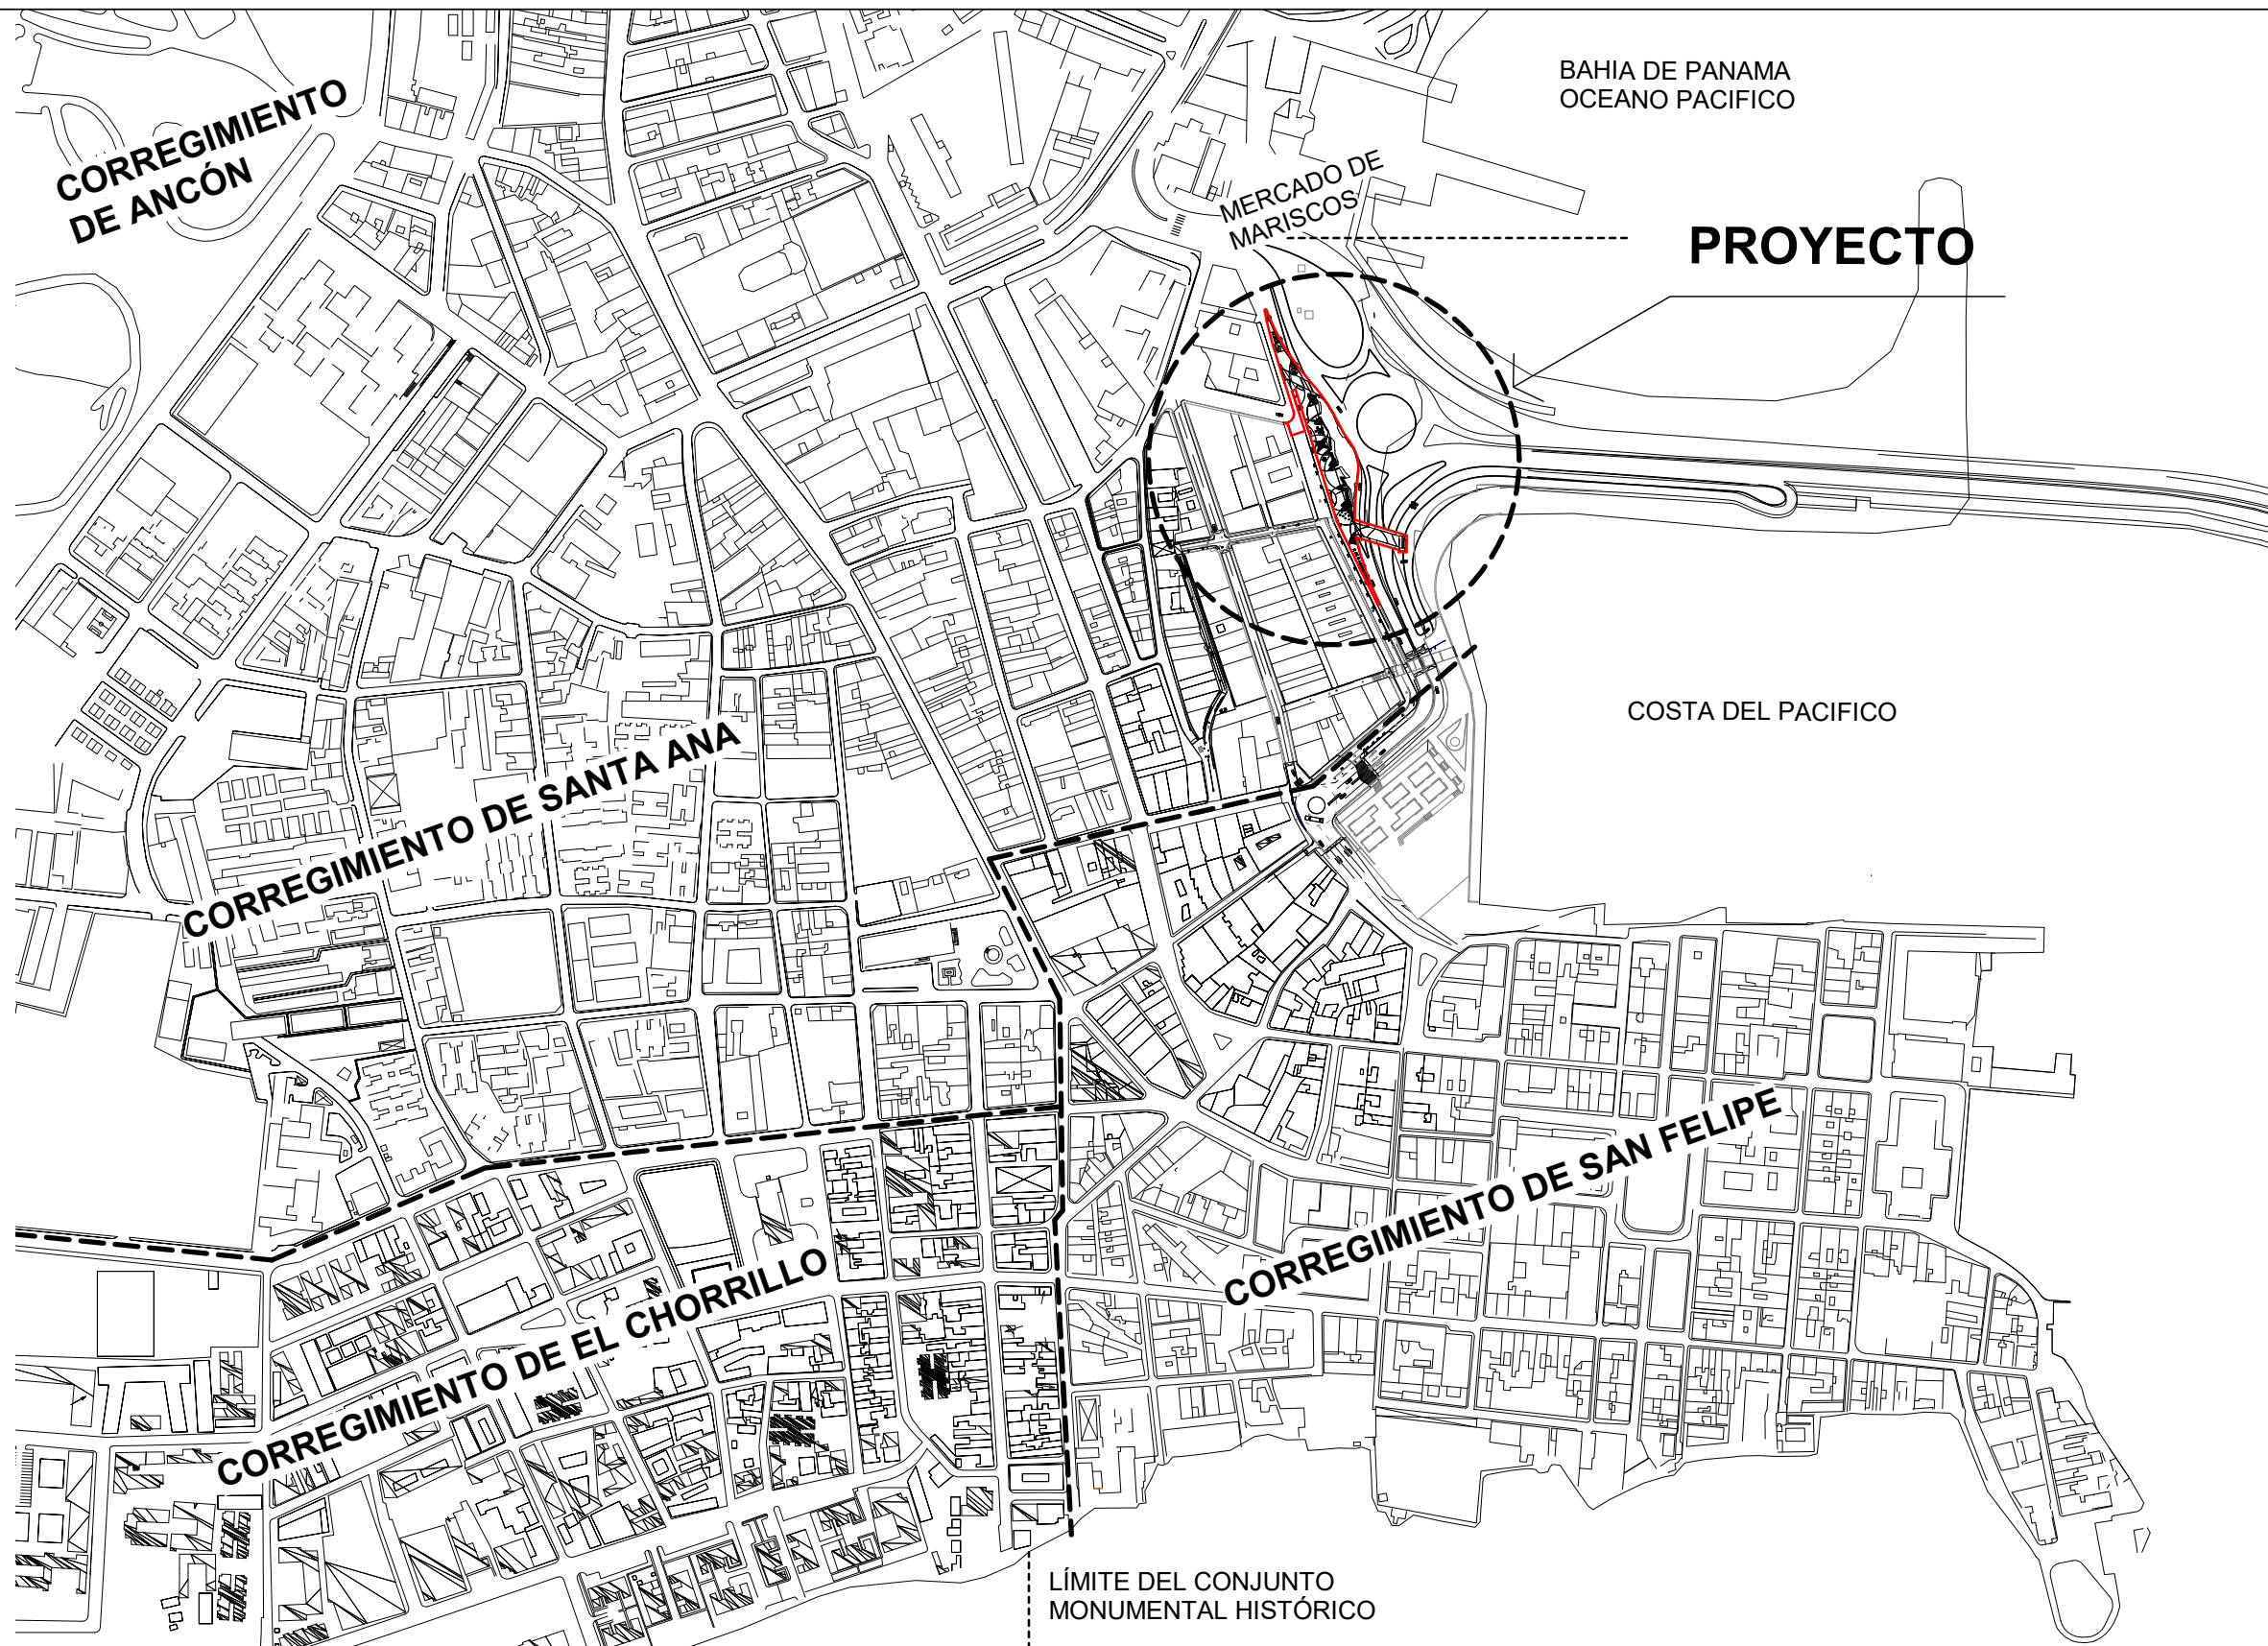 BAHIA DE PANAMA
OCEANO PACIFICO
CORREGIMIENTO
DE ANCÓN
MERCADO DE
MARISCOS
PROYECTO
COSTA DEL PACIFICO
CORREGIMIENTO DE SANTA ANA
CORREGIMIENTO DE SAN FELIPE
CORREGIMIENTO DE EL CHORRILLO
LÍMITE DEL CONJUNTO
MONUMENTAL HISTÓRICO